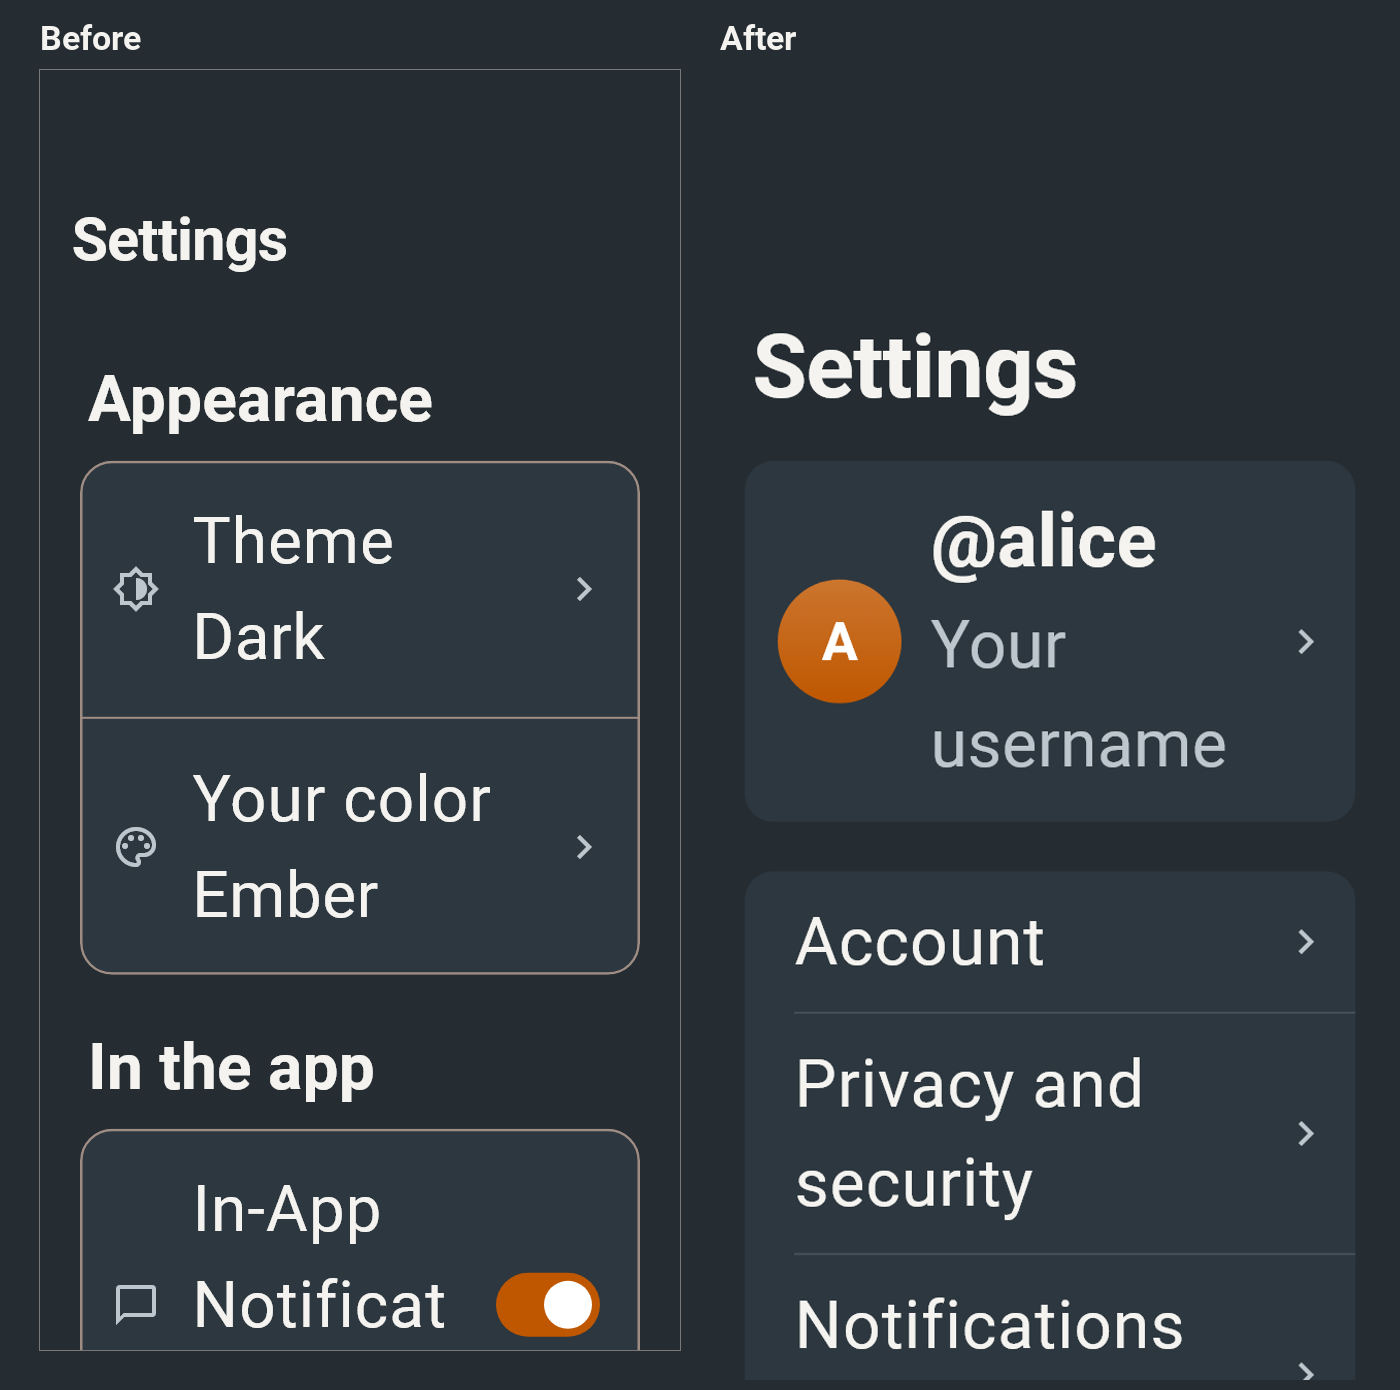 Before
Settings
Appearance
Theme
Dark
Your color
Ember
In the app
In-App
Notificat
After
Settings
A
@alice
Your
username
Account
Privacy and
security
Notifications